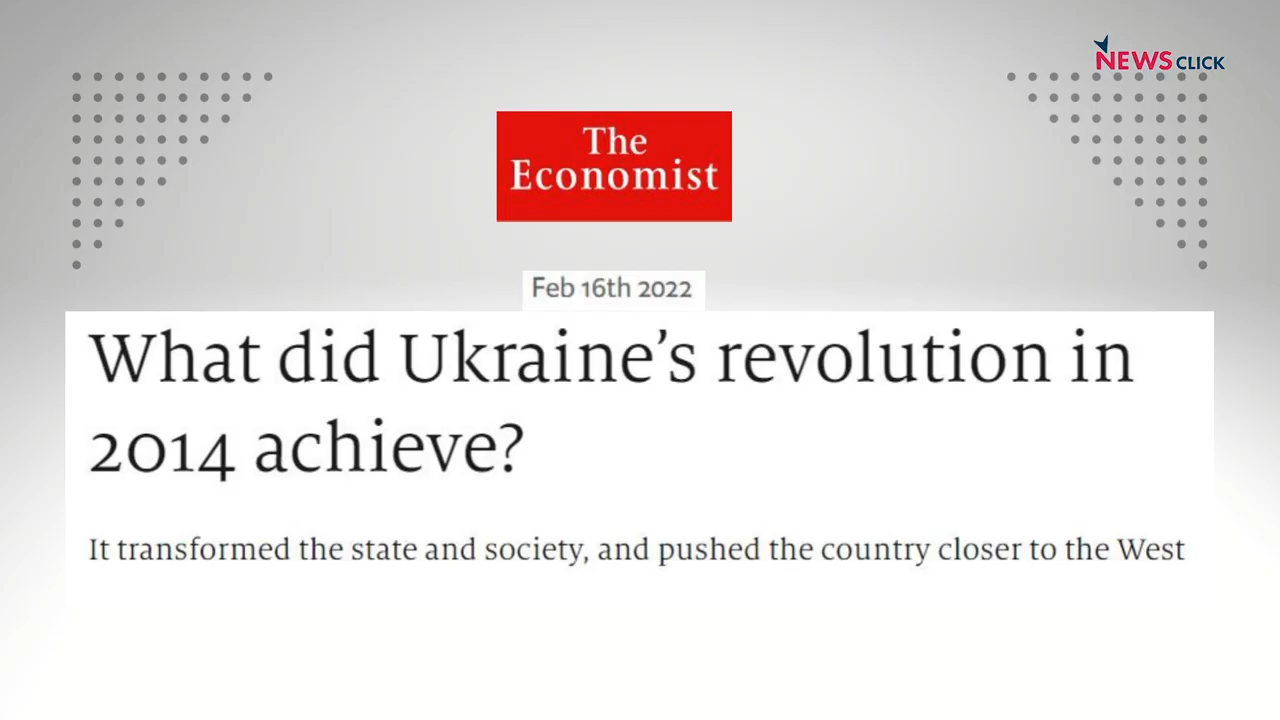 NEWSCLICK
The
Economist
Feb 16th 2022
What did Ukraine’s revolution in
2014 achieve?
It transformed the state and society, and pushed the country closer to the West